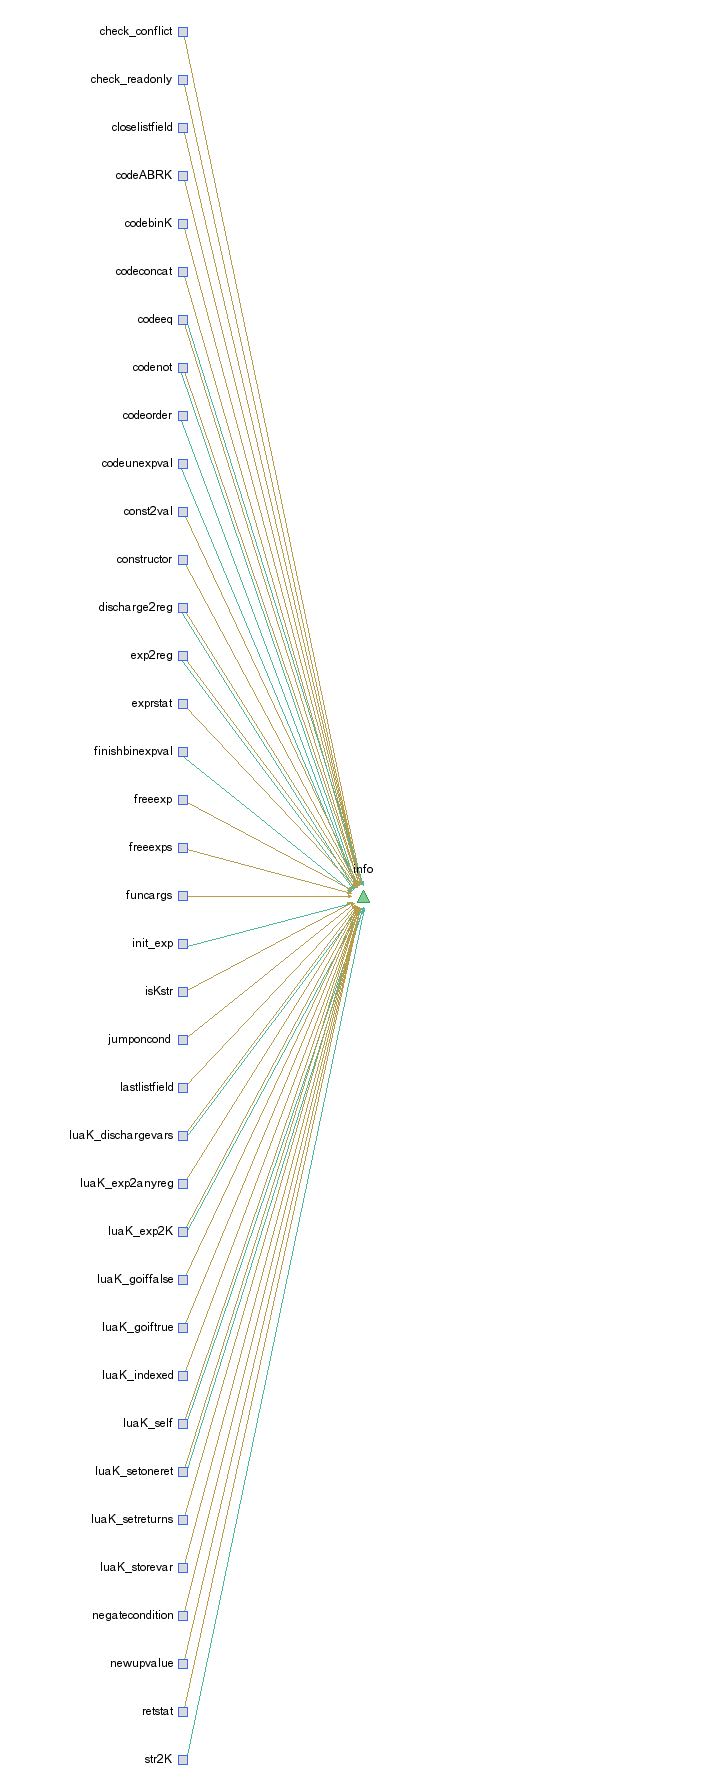 check_conflict
check_readonly
closelistfield
codeABRK
codebinK
codeconcat
codeeq
codenot
codeorder
codeunexpval
const2val
constructor
discharge2reg
exp2reg
exprstat
finishbinexpval
freeexp
freeexps
info
funcargs
init_exp
isKstr
jumponcond
lastlistfield
luaK_dischargevars
luaK_exp2anyreg
luaK_exp2K
luaK_goiffalse
luaK_goiftrue
luaK_indexed
luaK_self
luaK_setoneret
luaK_setreturns
luaK_storevar
negatecondition
newupvalue
retstat
str2K